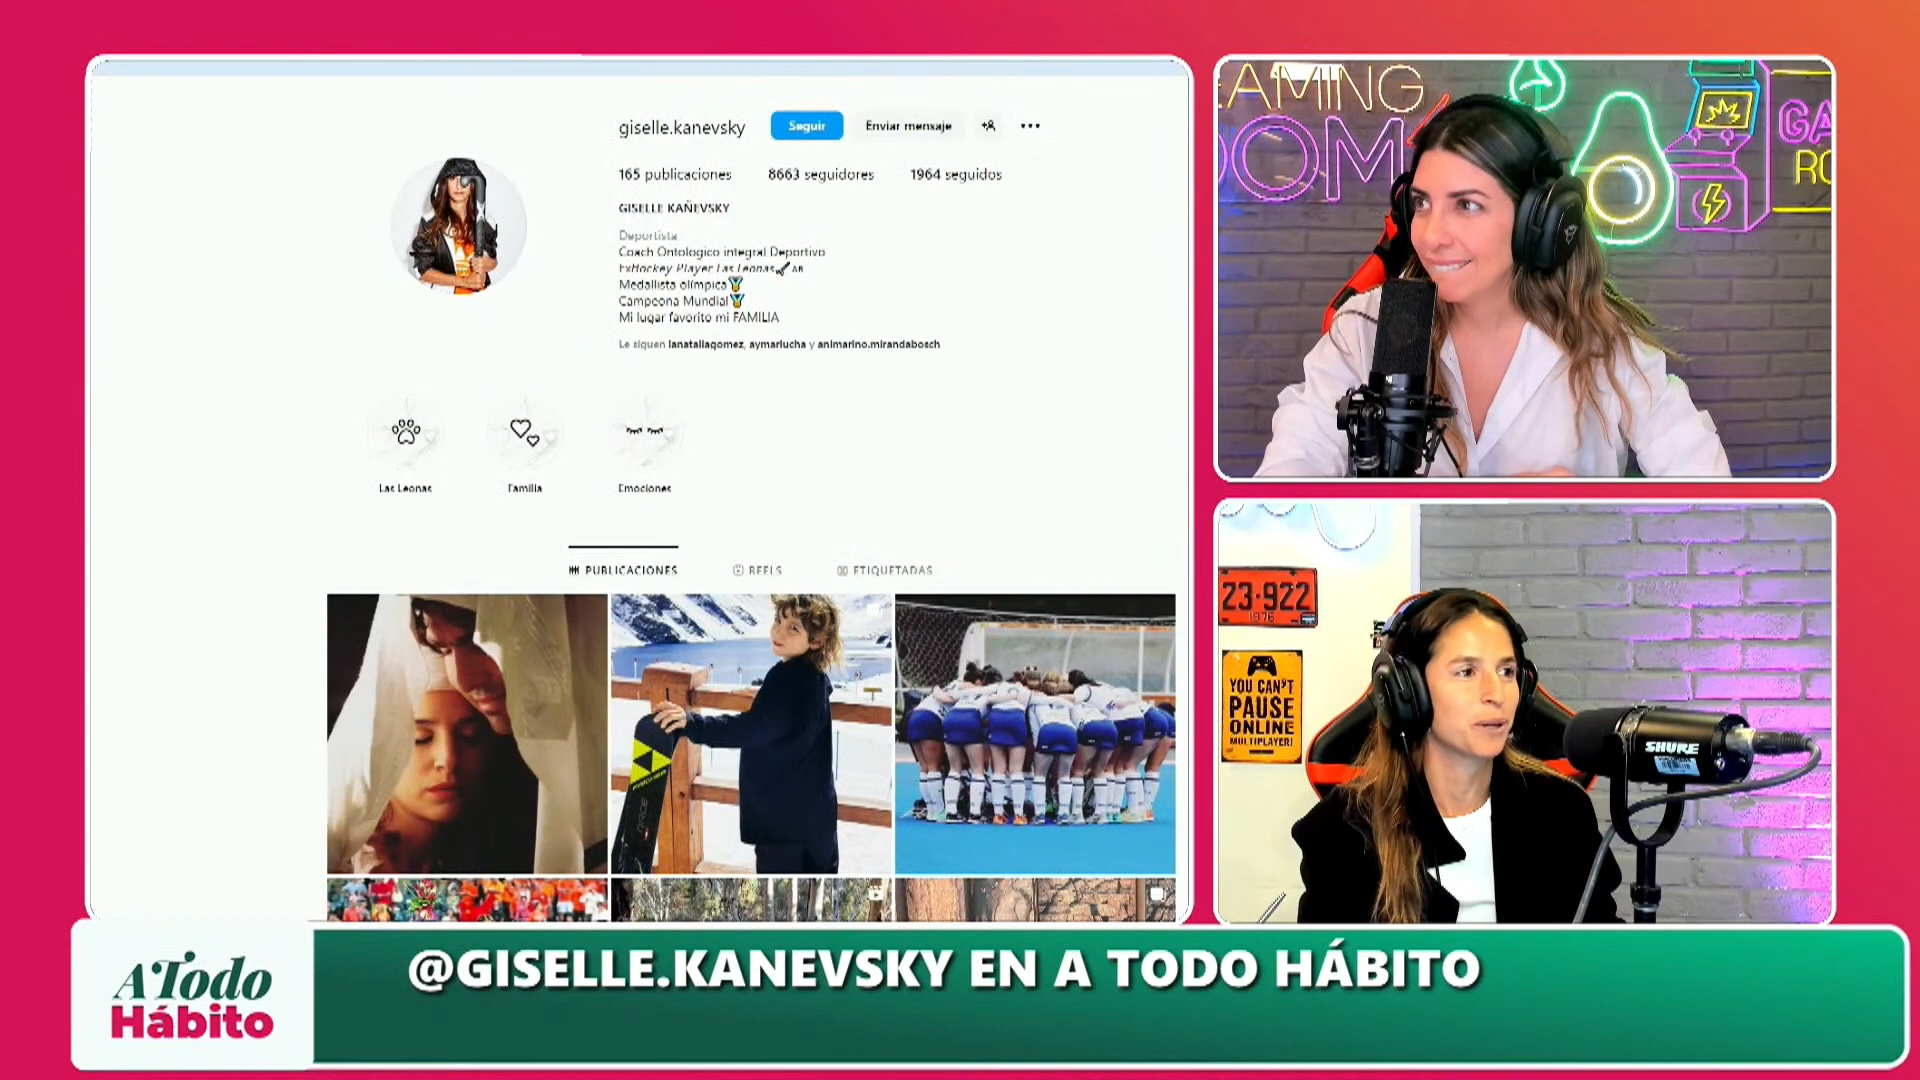 giselle.kanevsky
Seguir
Enviar mensaje
165 publicaciones
8663 seguidores
1964 seguidos
GISELLE KAÑEVSKY
Deportista
Coach Ontologico integral Deportivo
ExHockey Player Las Leonas
Medallista olímpica
Campeona Mundial
Mi lugar favorito mi FAMILIA
Le siguen lanataliagomez, aymarlucha y animarino.mirandabosch
Las Leonas
Familia
Emociones
PUBLICACIONES
REELS
ETIQUETADAS
AMING
OOM
GA
RO
23·922
1976
YOU CAN'T
PAUSE
ONLINE
MULTIPLAYER!
SHURE
A Todo
Hábito
@GISELLE.KANEVSKY EN A TODO HÁBITO